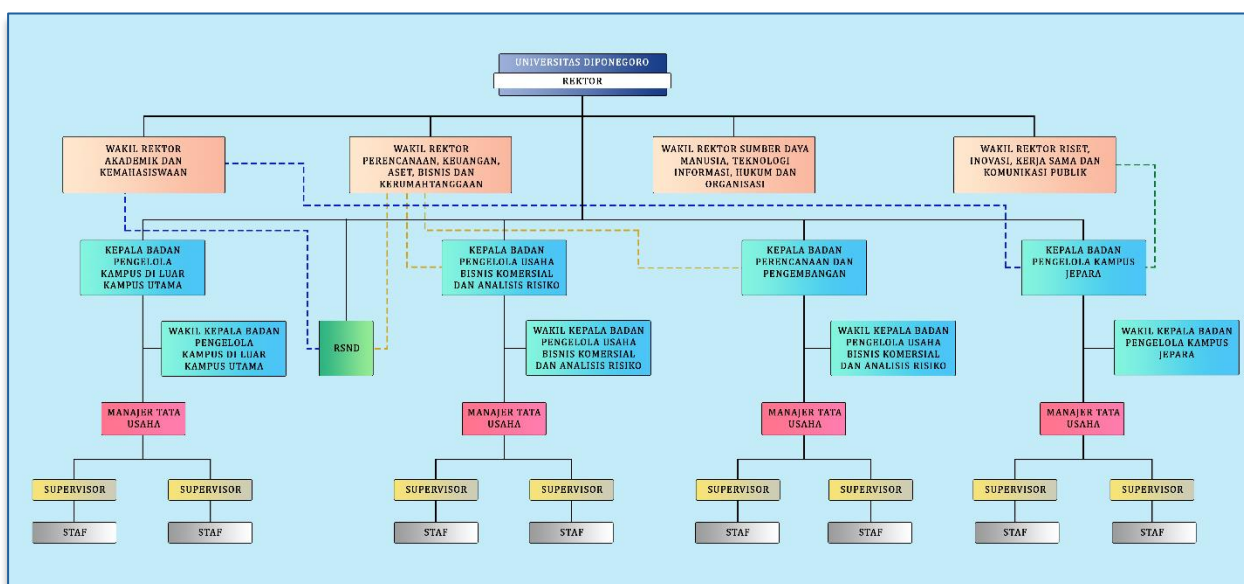 UNIVERSITAS DIPONEGORO
REKTOR
WAKIL REKTOR
AKADEMIK DAN
KEMAHASISWAAN
WAKIL REKTOR
PERENCANAAN, KEUANGAN,
ASET, BISNIS DAN
KERUMAHTANGGAAN
WAKIL REKTOR SUMBER DAYA
MANUSIA, TEKNOLOGI
INFORMASI, HUKUM DAN
ORGANISASI
WAKIL REKTOR RISET,
INOVASI, KERJA SAMA DAN
KOMUNIKASI PUBLIK
KEPALA BADAN
PENGELOLA
KAMPUS DI LUAR
KAMPUS UTAMA
KEPALA BADAN
PENGELOLA USAHA
BISNIS KOMERSIAL
DAN ANALISIS RISIKO
KEPALA BADAN
PERENCANAAN DAN
PENGEMBANGAN
KEPALA BADAN
PENGELOLA KAMPUS
JEPARA
WAKIL KEPALA BADAN
PENGELOLA
KAMPUS DI LUAR
KAMPUS UTAMA
RSND
WAKIL KEPALA BADAN
PENGELOLA USAHA
BISNIS KOMERSIAL
DAN ANALISIS RISIKO
WAKIL KEPALA BADAN
PENGELOLA USAHA
BISNIS KOMERSIAL
DAN ANALISIS RISIKO
WAKIL KEPALA BADAN
PENGELOLA KAMPUS
JEPARA
MANAJER TATA
USAHA
MANAJER TATA
USAHA
MANAJER TATA
USAHA
MANAJER TATA
USAHA
SUPERVISOR
SUPERVISOR
SUPERVISOR
SUPERVISOR
SUPERVISOR
SUPERVISOR
SUPERVISOR
SUPERVISOR
STAF
STAF
STAF
STAF
STAF
STAF
STAF
STAF